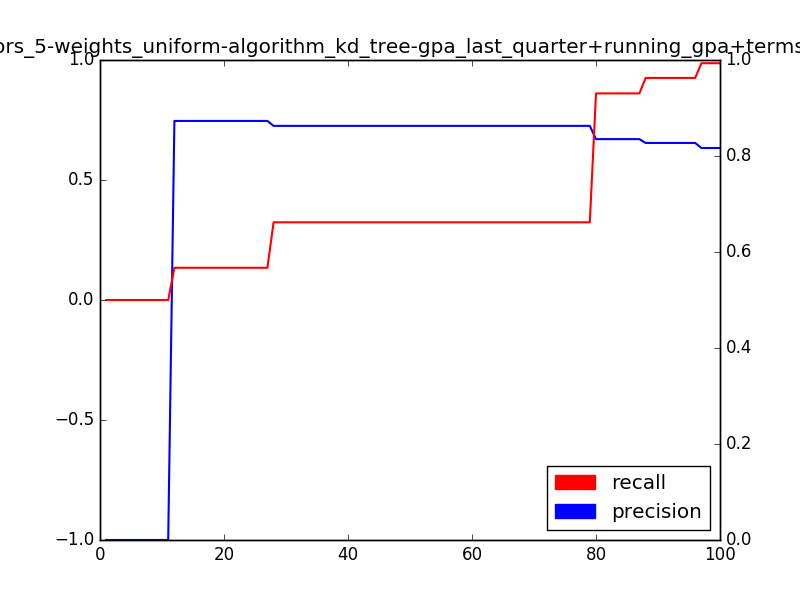 ors_5-weights_uniform-algorithm_kd_tree-gpa_last_quarter+running_gpa+terms
1.0
0.5
0.0
−0.5
−1.0
1.0
0.8
0.6
0.4
0.2
0.0
recall
precision
0 20 40 60 80 100